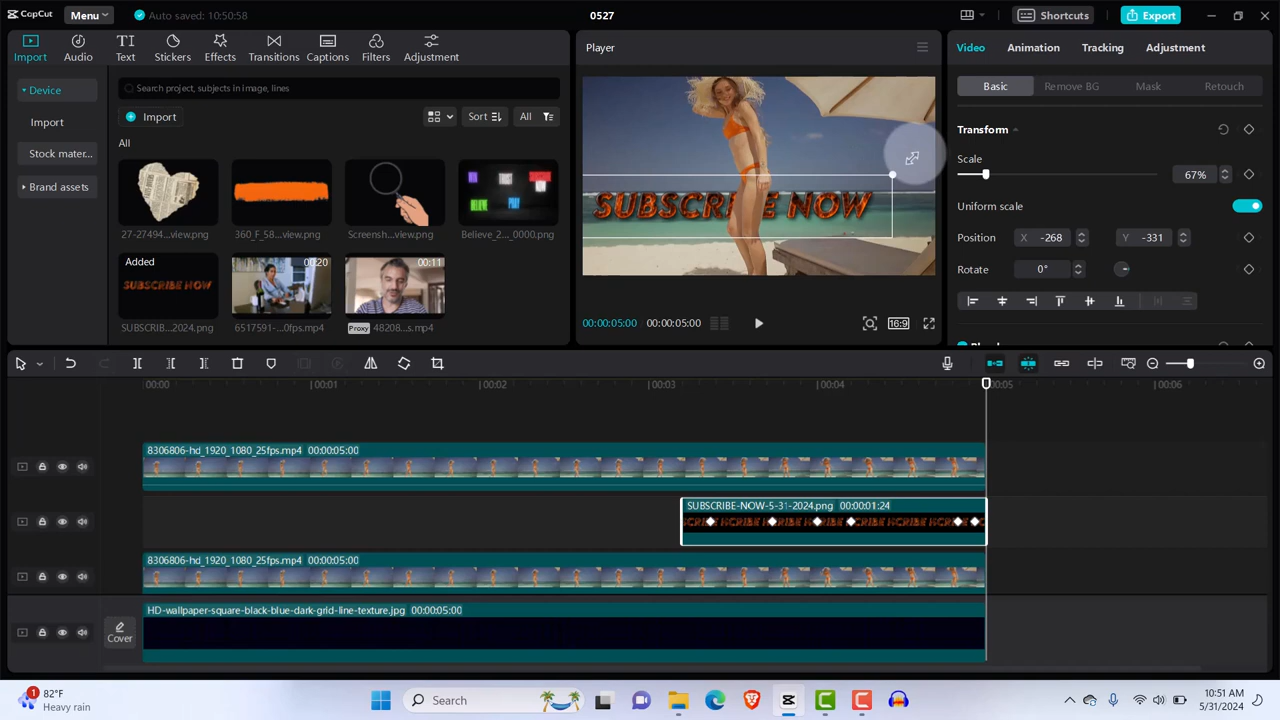 CapCut
Menu
Auto saved: 10:50:58
0527
Shortcuts
Export
Import
Audio
Text
Stickers
Effects
Transitions
Captions
Filters
Adjustment
Device
Import
Stock mater...
Brand assets
Search project, subjects in image, lines
Import
Sort
All
All
27-27494...view.png
360_F_58...view.png
Screensh...view.png
Believe_2..._0000.png
Added
SUBSCRIBE NOW
SUBSCRIB...2024.png
00:20
6517591-...0fps.mp4
00:11
Proxy
48208...s.mp4
Player
SUBSCRIBE NOW
00:00:05:00
00:00:05:00
16:9
Video
Animation
Tracking
Adjustment
Basic
Remove BG
Mask
Retouch
Transform
Scale
67%
Uniform scale
Position
X
-268
Y
-331
Rotate
0°
00:00
00:01
00:02
00:03
00:04
00:05
00:06
8306806-hd_1920_1080_25fps.mp4 00:00:05:00
SUBSCRIBE-NOW-5-31-2024.png 00:00:01:24
8306806-hd_1920_1080_25fps.mp4 00:00:05:00
HD-wallpaper-square-black-blue-dark-grid-line-texture.jpg 00:00:05:00
Cover
1
82°F
Heavy rain
Search
10:51 AM
5/31/2024